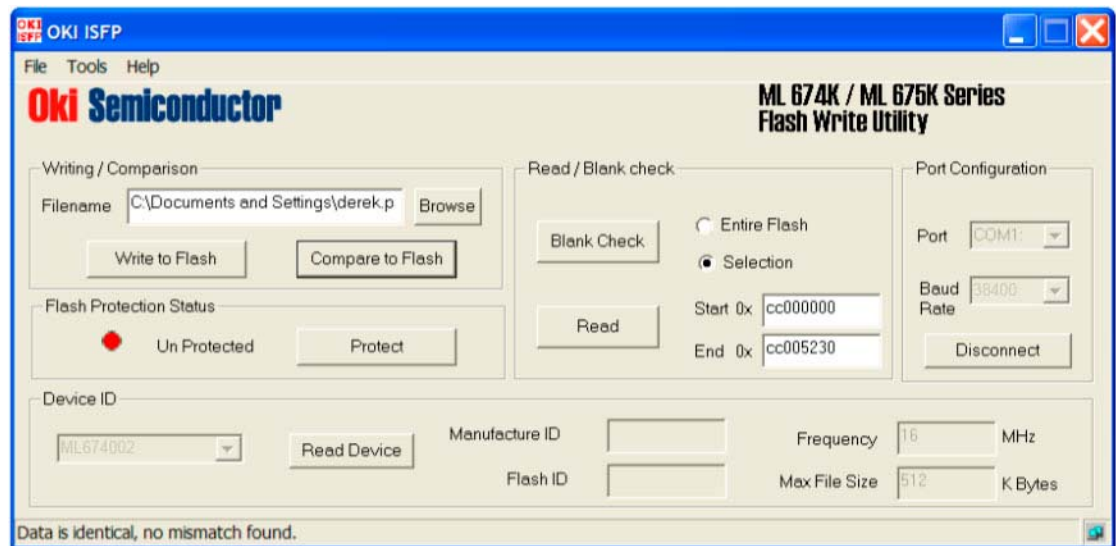 OKI ISFP OKI ISFP
File Tools Help
Oki Semiconductor
ML 674K / ML 675K Series
Flash Write Utility
Writing / Comparison
Filename C:\Documents and Settings\derek.p Browse
Write to Flash Compare to Flash
Flash Protection Status
Un Protected Protect
Read / Blank check
Blank Check
Entire Flash
Selection
Read
Start 0x cc000000
End 0x cc005230
Port Configuration
Port COM1:
Baud Rate 38400
Disconnect
Device ID
ML674002 Read Device
Manufacture ID
Flash ID
Frequency 16 MHz
Max File Size 512 K Bytes
Data is identical, no mismatch found.